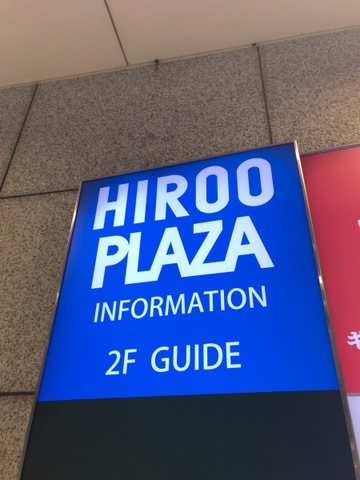 HIROO
PLAZA
INFORMATION
2F GUIDE